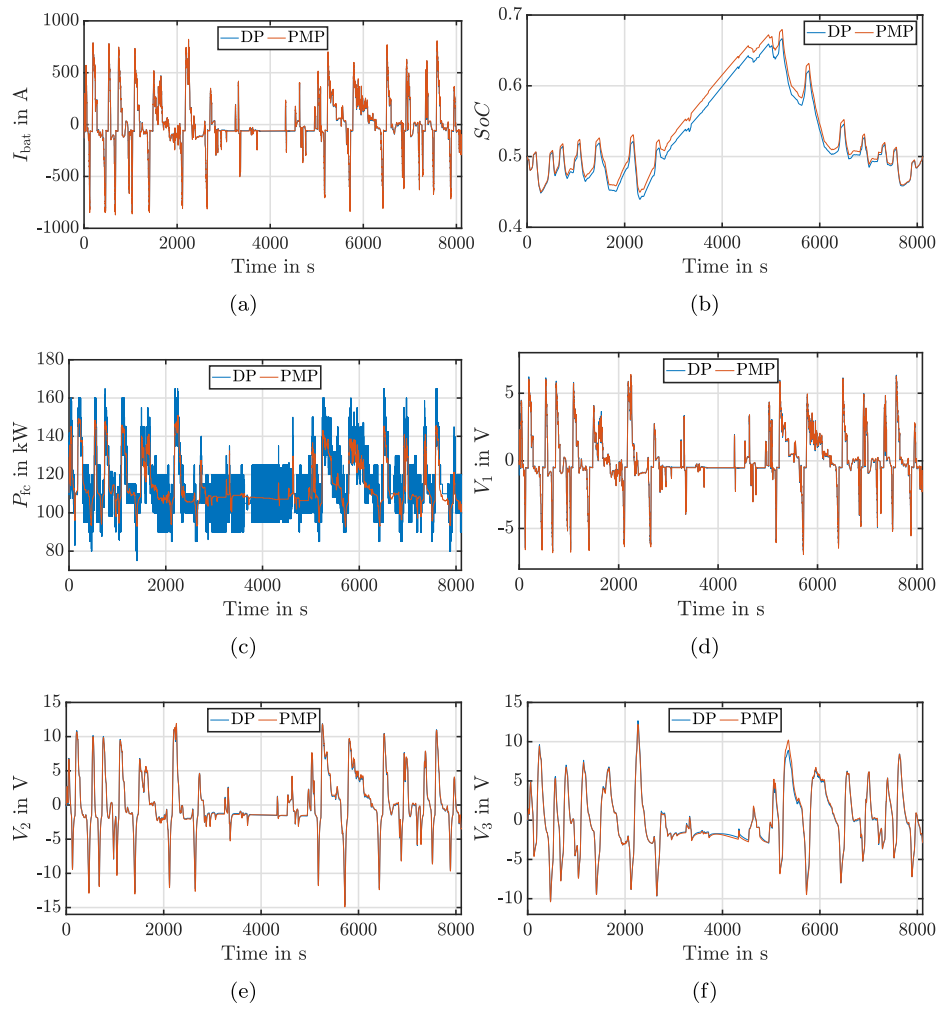 DP PMP
1000
500
0
-500
-1000
I_bat in A
0 2000 4000 6000 8000
Time in s
(a)
DP
PMP
0.7
0.6
0.5
0.4
SoC
0 2000 4000 6000 8000
Time in s
(b)
DP PMP
180
160
140
120
100
80
P_fc in kW
0 2000 4000 6000 8000
Time in s
(c)
DP PMP
5
0
-5
V_1 in V
0 2000 4000 6000 8000
Time in s
(d)
DP PMP
15
10
5
0
-5
-10
-15
V_2 in V
0 2000 4000 6000 8000
Time in s
(e)
DP PMP
15
10
5
0
-5
-10
V_3 in V
0 2000 4000 6000 8000
Time in s
(f)